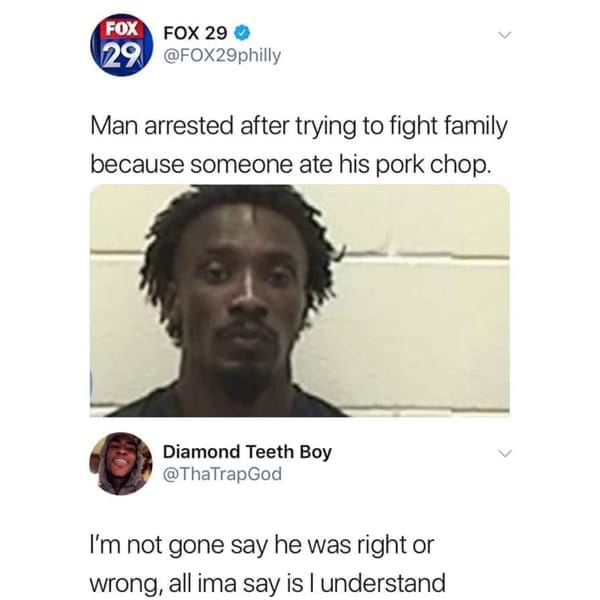 FOX
29
FOX 29
@FOX29philly
Man arrested after trying to fight family
because someone ate his pork chop.
Diamond Teeth Boy
@ThaTrapGod
I'm not gone say he was right or
wrong, all ima say is I understand